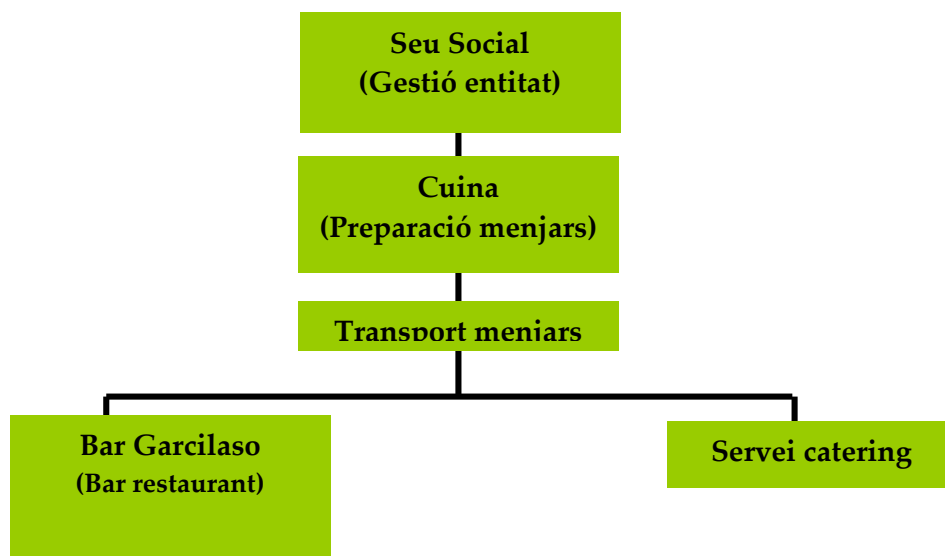 Seu Social
(Gestió entitat)
Cuina
(Preparació menjars)
Transport menjars
Bar Garcilaso
(Bar restaurant)
Servei catering